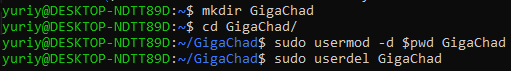 yuriy@DESKTOP-NDTT89D:~$ mkdir GigaChad
yuriy@DESKTOP-NDTT89D:~$ cd GigaChad/
yuriy@DESKTOP-NDTT89D:~/GigaChad$ sudo usermod -d $pwd GigaChad
yuriy@DESKTOP-NDTT89D:~/GigaChad$ sudo userdel GigaChad